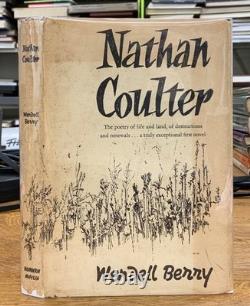 Nathan
Coulter
The poetry of life and land, of destructions
and renewals . . . a truly exceptional first novel
Wendell Berry
Nathan
Coulter
Wendell
Berry
HOUGHTON
MIFFLIN